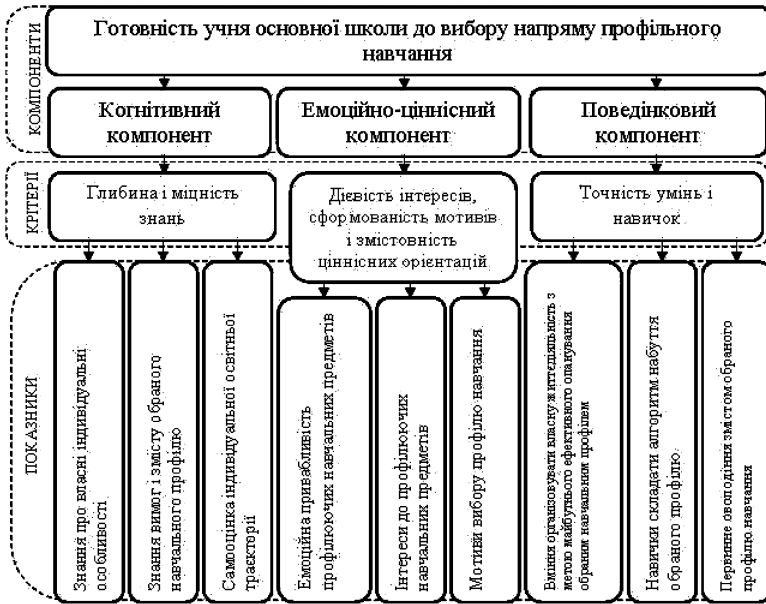 КОМПОНЕНТИ
Готовність учня основної школи до вибору напряму профільного
навчання
Когнітивний
компонент
Емоційно-ціннісний
компонент
Поведінковий
компонент
КРІТЕРІЇ
Глибина і міцність
знань
Дієвість інтересів,
сформованість мотивів
і змістовність
ціннісних орієнтацій
Точність умінь і
навичок
ПОКАЗНИКИ
Знання про власні індивідуальні
особливості
Знання вимог і змісту обраного
навчального профілю
Самооцінка індивідуальної освітньої
траєкторії
Емоційна привабливість
профілюючих навчальних предметів
Інтереси до профілюючих
навчальних предметів
Мотиви вибору профілю навчання
Вміння організовувати власну життєдіяльність з
метою майбутнього ефективного опанування
обраним навчальним профілем
Навички складати алгоритм набуття
обраного профілю
Первинне оволодіння змістом обраного
профілю навчання